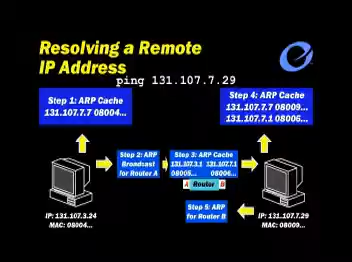 Resolving a Remote
IP Address
ping 131.107.7.29
Step 1: ARP Cache
131.107.7.7 08004...
Step 4: ARP Cache
131.107.7.7 08009...
131.107.7.1 08006...
Step 2: ARP
Broadcast
for Router A
Step 3: ARP Cache
131.107.3.1 131.107.7.1
08005... 08006...
A Router B
Step 5: ARP
for Router B
IP: 131.107.3.24
MAC: 08004...
IP: 131.107.7.29
MAC: 08009...